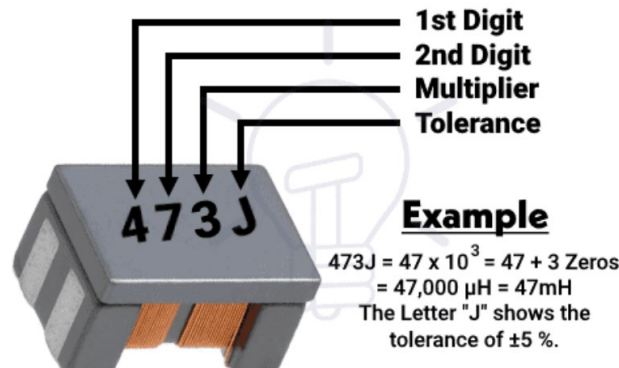 1st Digit
2nd Digit
Multiplier
Tolerance
473J
Example
473J = 47 x 10³ = 47 + 3 Zeros
= 47,000 µH = 47mH
The Letter "J" shows the
tolerance of ±5 %.